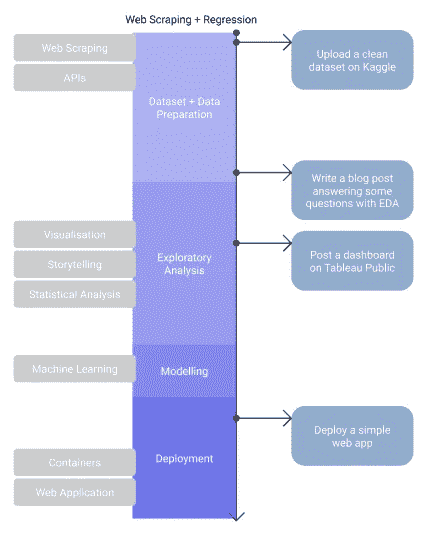 Web Scraping + Regression
Web Scraping
APIs
Dataset + Data
Preparation
Upload a clean
dataset on Kaggle
Write a blog post
answering some
questions with EDA
Visualisation
Storytelling
Statistical Analysis
Exploratory
Analysis
Post a dashboard
on Tableau Public
Machine Learning
Modelling
Deployment
Containers
Web Application
Deploy a simple
web app